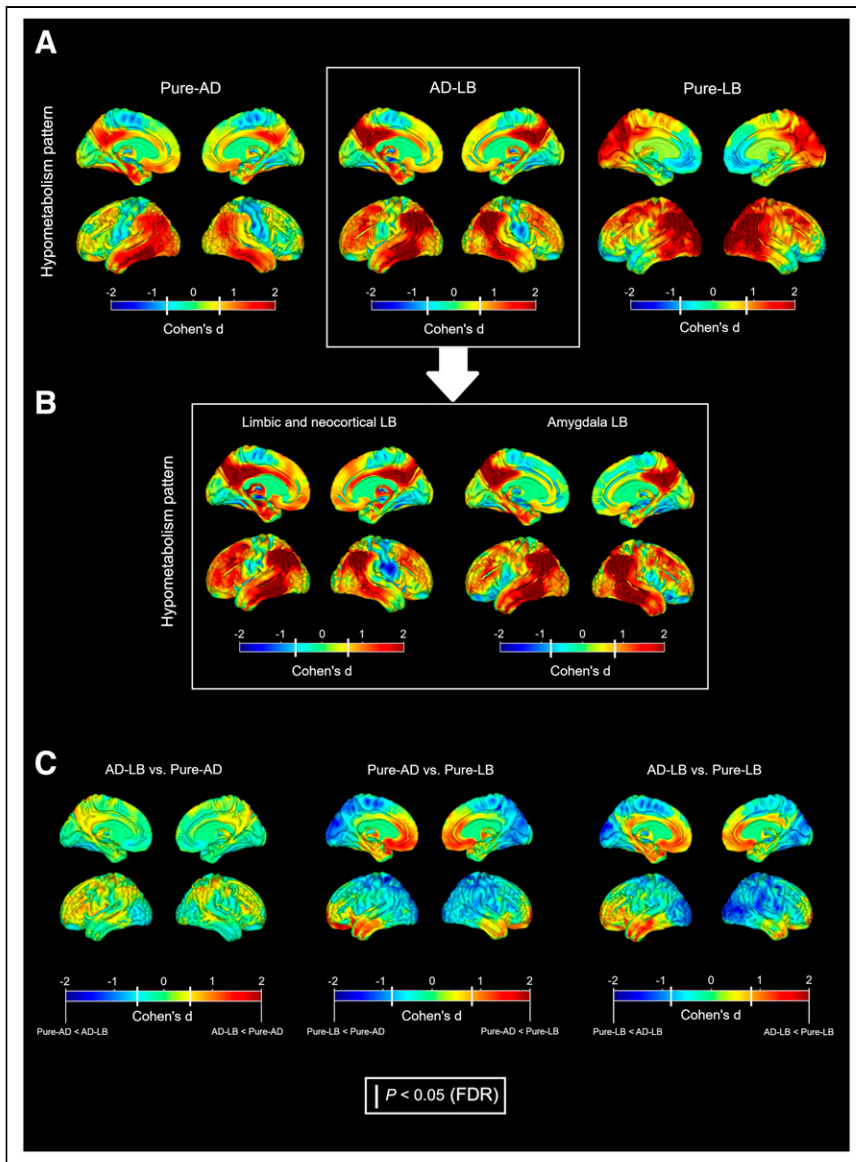 A
Pure-AD
AD-LB
Pure-LB
Hypometabolism pattern
-2 -1 0 1 2
Cohen's d
-2 -1 0 1 2
Cohen's d
-2 -1 0 1 2
Cohen's d
B
Limbic and neocortical LB
Amygdala LB
Hypometabolism pattern
-2 -1 0 1 2
Cohen's d
-2 -1 0 1 2
Cohen's d
C
AD-LB vs. Pure-AD
Pure-AD vs. Pure-LB
AD-LB vs. Pure-LB
-2 -1 0 1 2
Cohen's d
Pure-AD < AD-LB
AD-LB < Pure-AD
-2 -1 0 1 2
Cohen's d
Pure-LB < Pure-AD
Pure-AD < Pure-LB
-2 -1 0 1 2
Cohen's d
Pure-LB < AD-LB
AD-LB < Pure-LB
P < 0.05 (FDR)